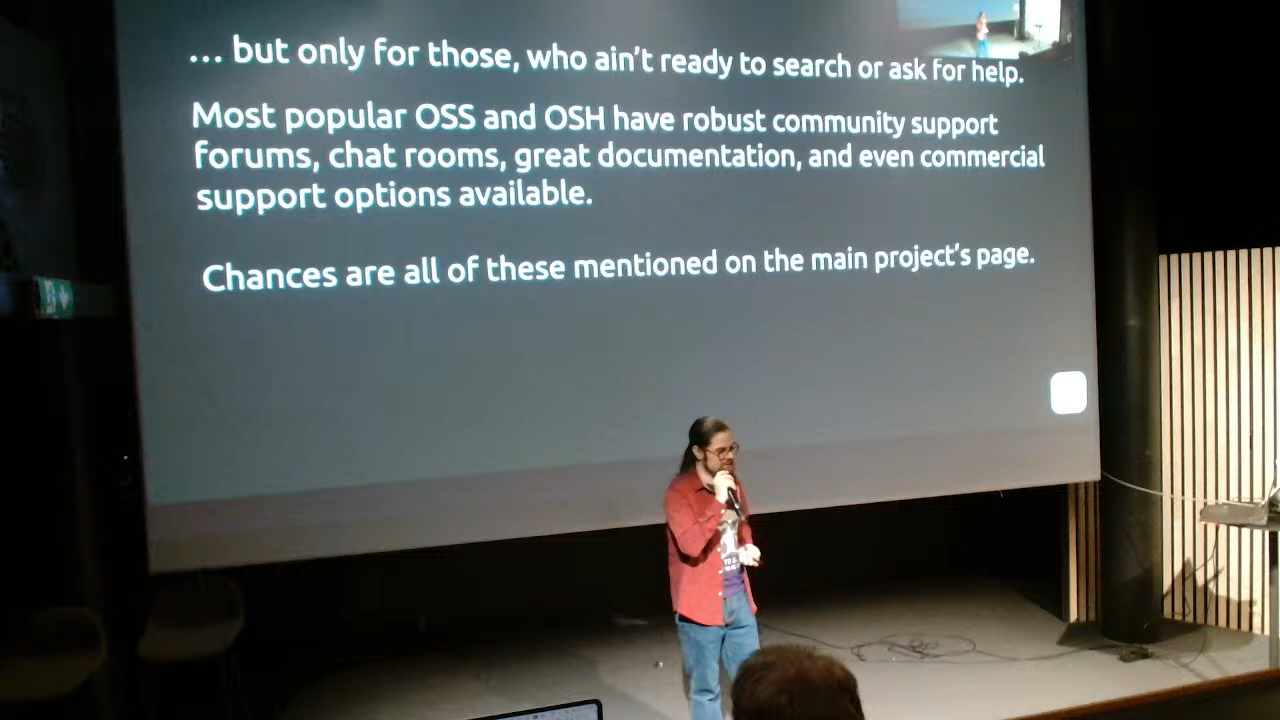 ... but only for those, who ain't ready to search or ask for help.
Most popular OSS and OSH have robust community support
forums, chat rooms, great documentation, and even commercial
support options available.
Chances are all of these mentioned on the main project's page.